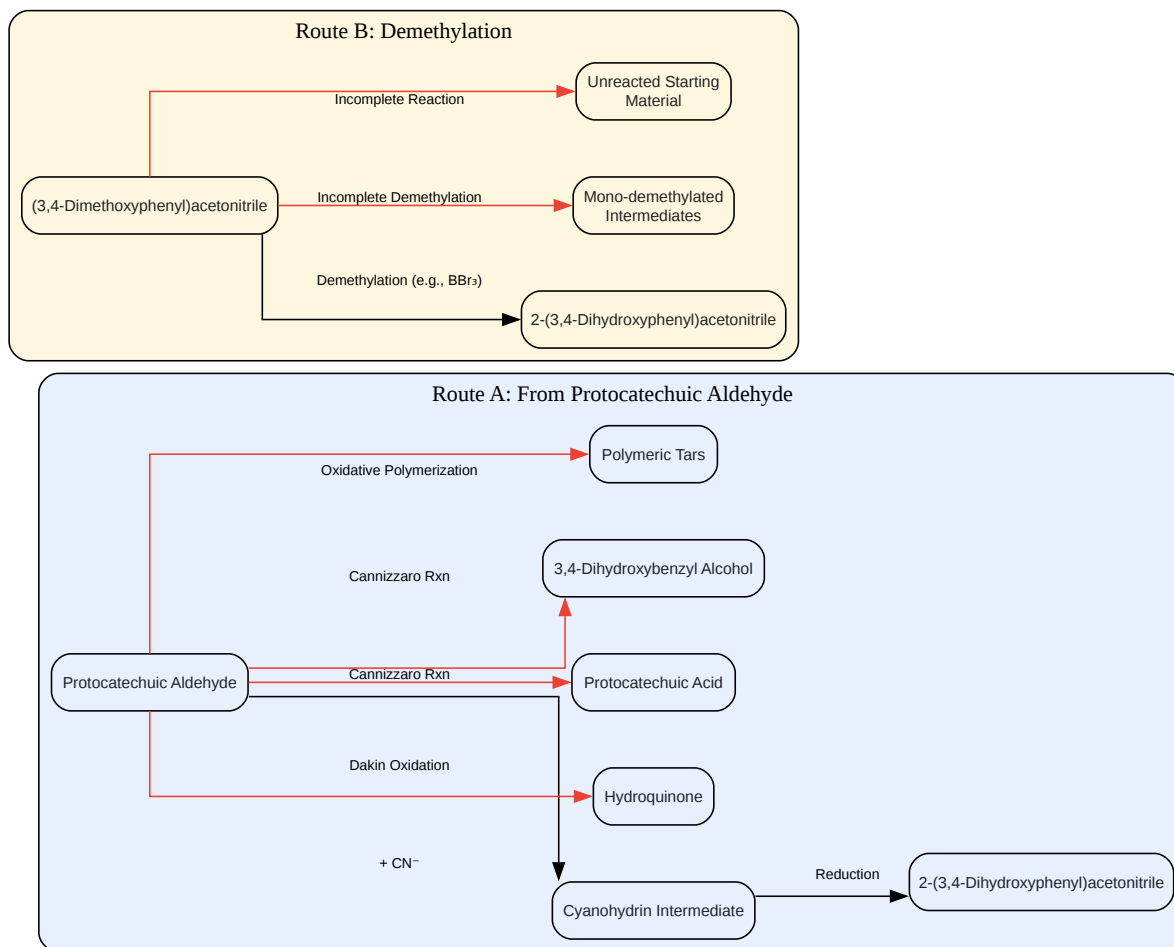 Route B: Demethylation
Unreacted Starting
Material
Incomplete Reaction
(3,4-Dimethoxyphenyl)acetonitrile
Incomplete Demethylation
Mono-demethylated
Intermediates
Demethylation (e.g., BBr₃)
2-(3,4-Dihydroxyphenyl)acetonitrile
Route A: From Protocatechuic Aldehyde
Polymeric Tars
Oxidative Polymerization
3,4-Dihydroxybenzyl Alcohol
Cannizzaro Rxn
Protocatechuic Aldehyde
Cannizzaro Rxn
Protocatechuic Acid
Dakin Oxidation
Hydroquinone
+ CN⁻
Cyanohydrin Intermediate
Reduction
2-(3,4-Dihydroxyphenyl)acetonitrile